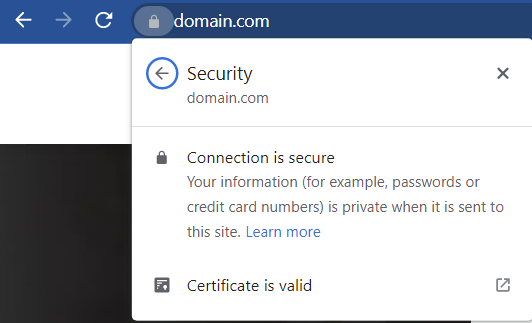 domain.com
Security
domain.com
Connection is secure
Your information (for example, passwords or
credit card numbers) is private when it is sent to
this site. Learn more
Certificate is valid